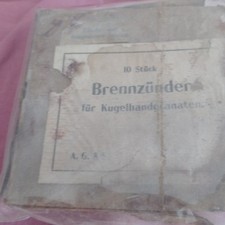 10 Stück
Brennzünder
für Kugelhandgranaten.
A. G. A